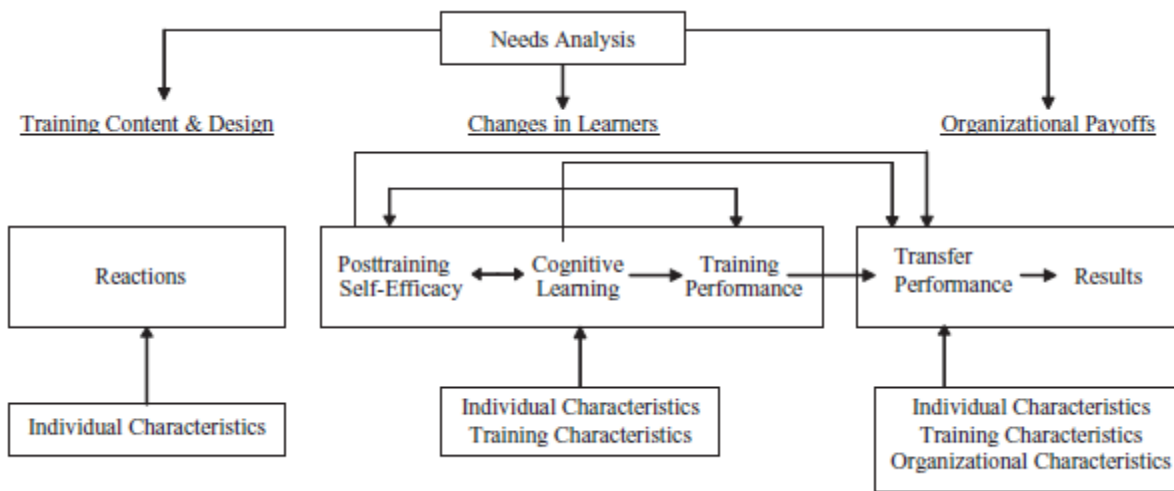 Needs Analysis
Training Content & Design
Changes in Learners
Organizational Payoffs
Reactions
Posttraining
Self-Efficacy
Cognitive
Learning
Training
Performance
Transfer
Performance
Results
Individual Characteristics
Individual Characteristics
Training Characteristics
Individual Characteristics
Training Characteristics
Organizational Characteristics